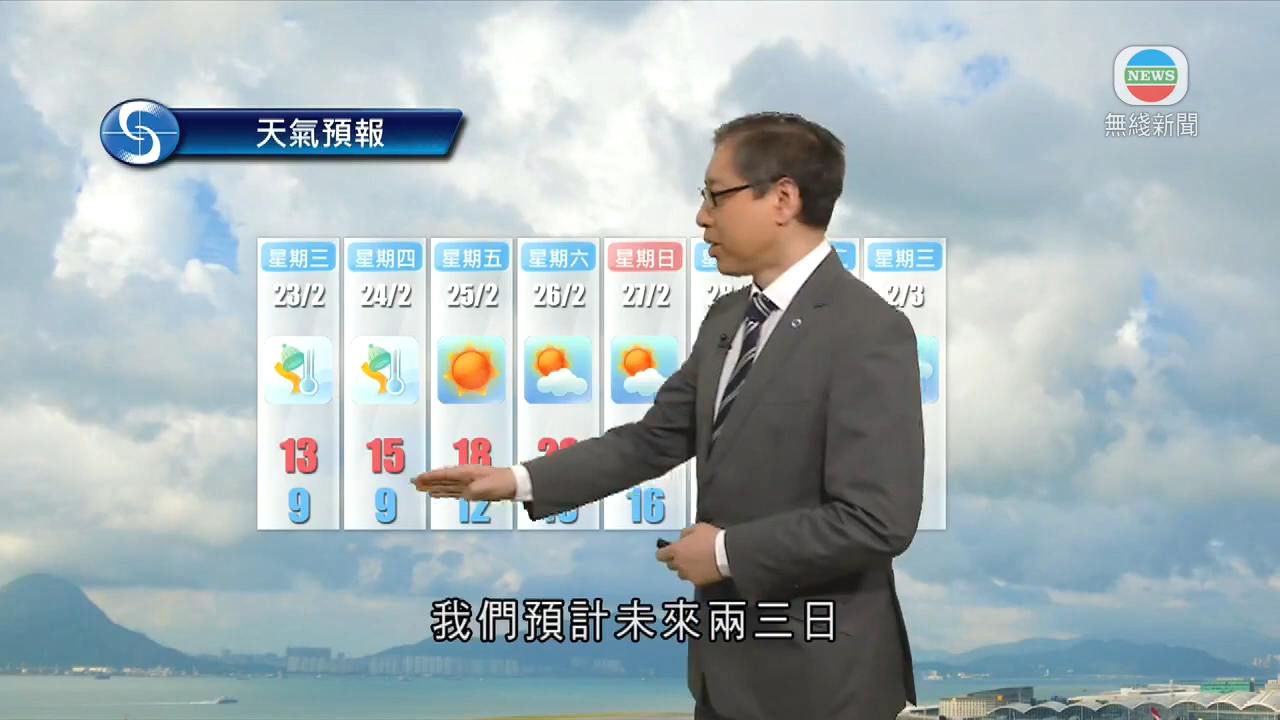 NEWS
無綫新聞
天氣預報
星期三 星期四 星期五 星期六 星期日 星期三
23/2 24/2 25/2 26/2 27/2 2/3
13 15 18
9 9 12 16
我們預計未來兩三日